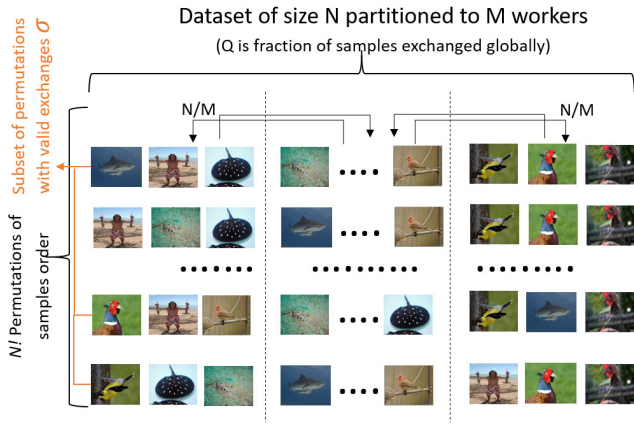 Dataset of size N partitioned to M workers
(Q is fraction of samples exchanged globally)
Subset of permutations
with valid exchanges σ
N/M
N/M
N! Permutations of
samples order